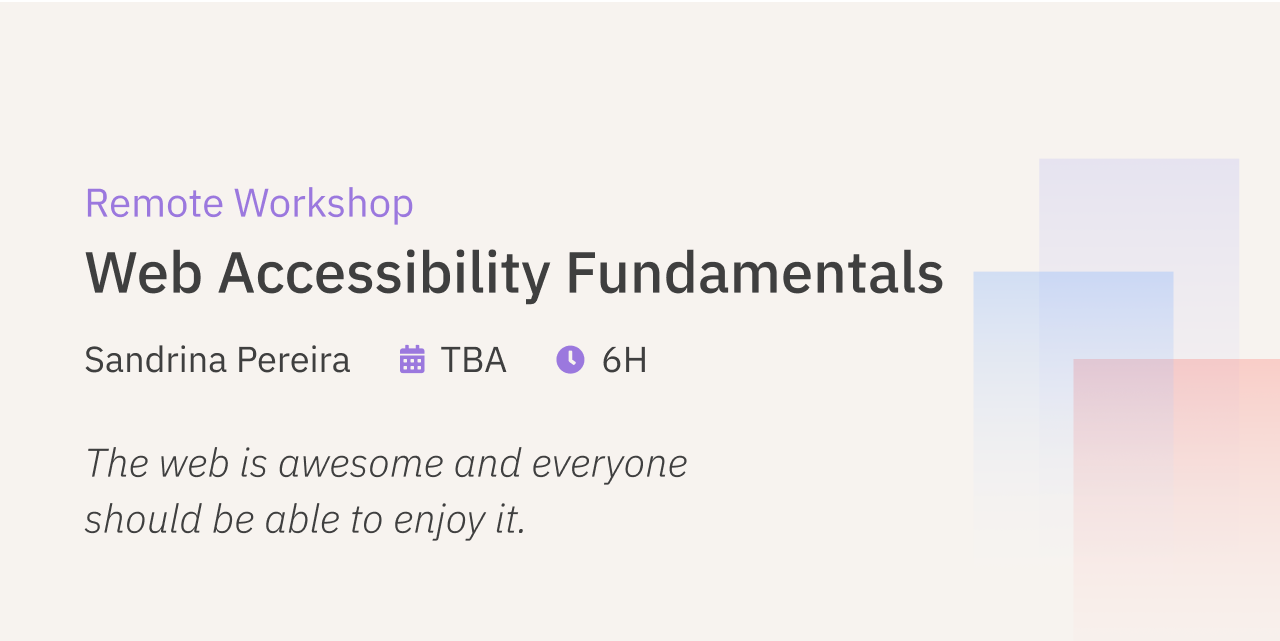 Remote Workshop
Web Accessibility Fundamentals
Sandrina Pereira TBA 6H
The web is awesome and everyone
should be able to enjoy it.